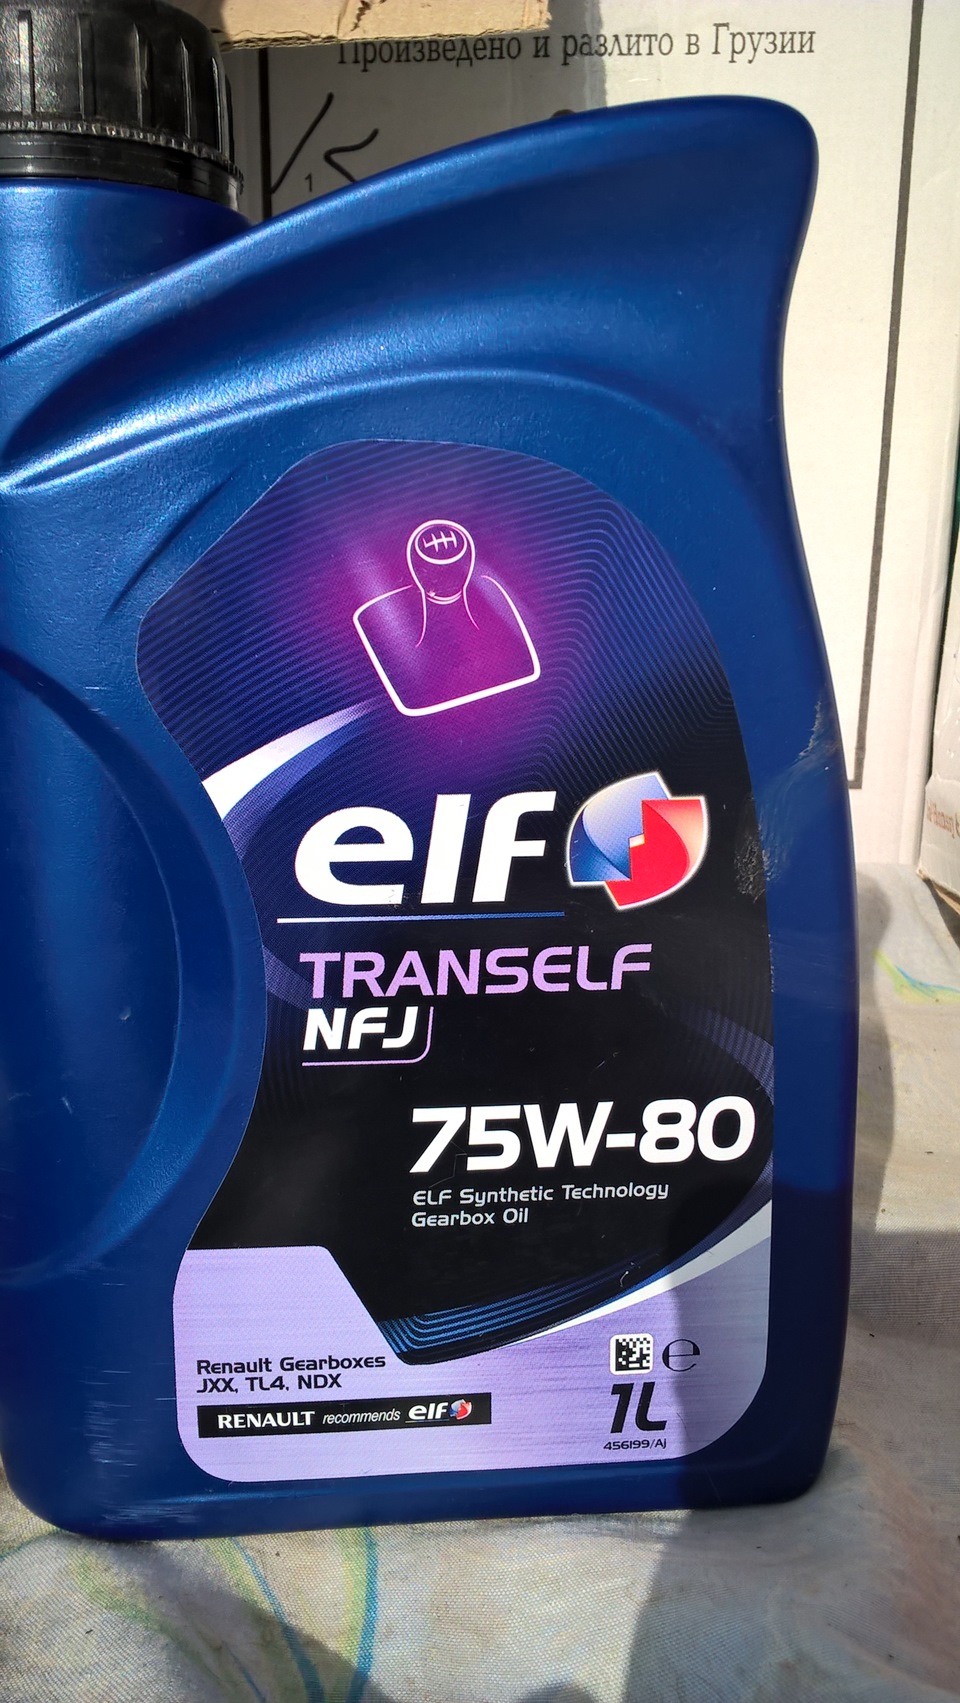 Произведено и разлито в Грузии
1
elf
TRANSELF
NFJ
75W-80
ELF Synthetic Technology
Gearbox Oil
Renault Gearboxes
JXX, TL4, NDX
RENAULT recommends elf
e
1L
456199/AJ